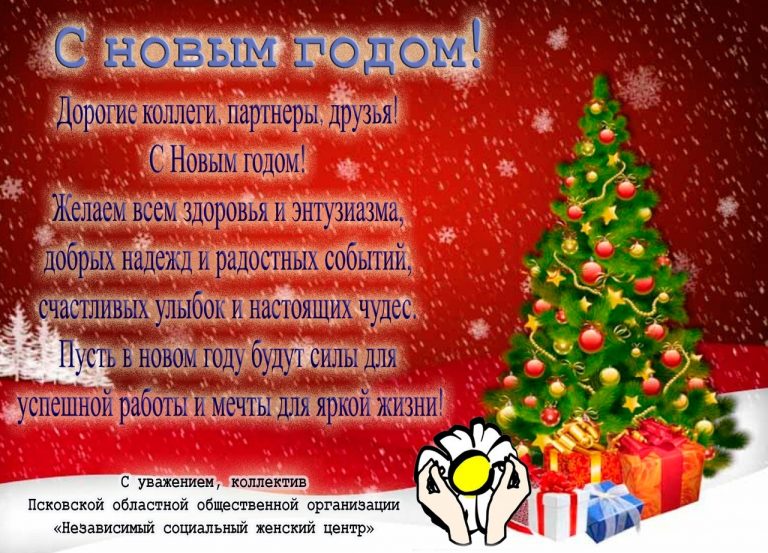 С новым годом!
Дорогие коллеги, партнеры, друзья!
С Новым годом!
Желаем всем здоровья и энтузиазма,
добрых надежд и радостных событий,
счастливых улыбок и настоящих чудес.
Пусть в новом году будут силы для
успешной работы и мечты для яркой жизни!
С уважением, коллектив
Псковской областной общественной организации
«Независимый социальный женский центр»